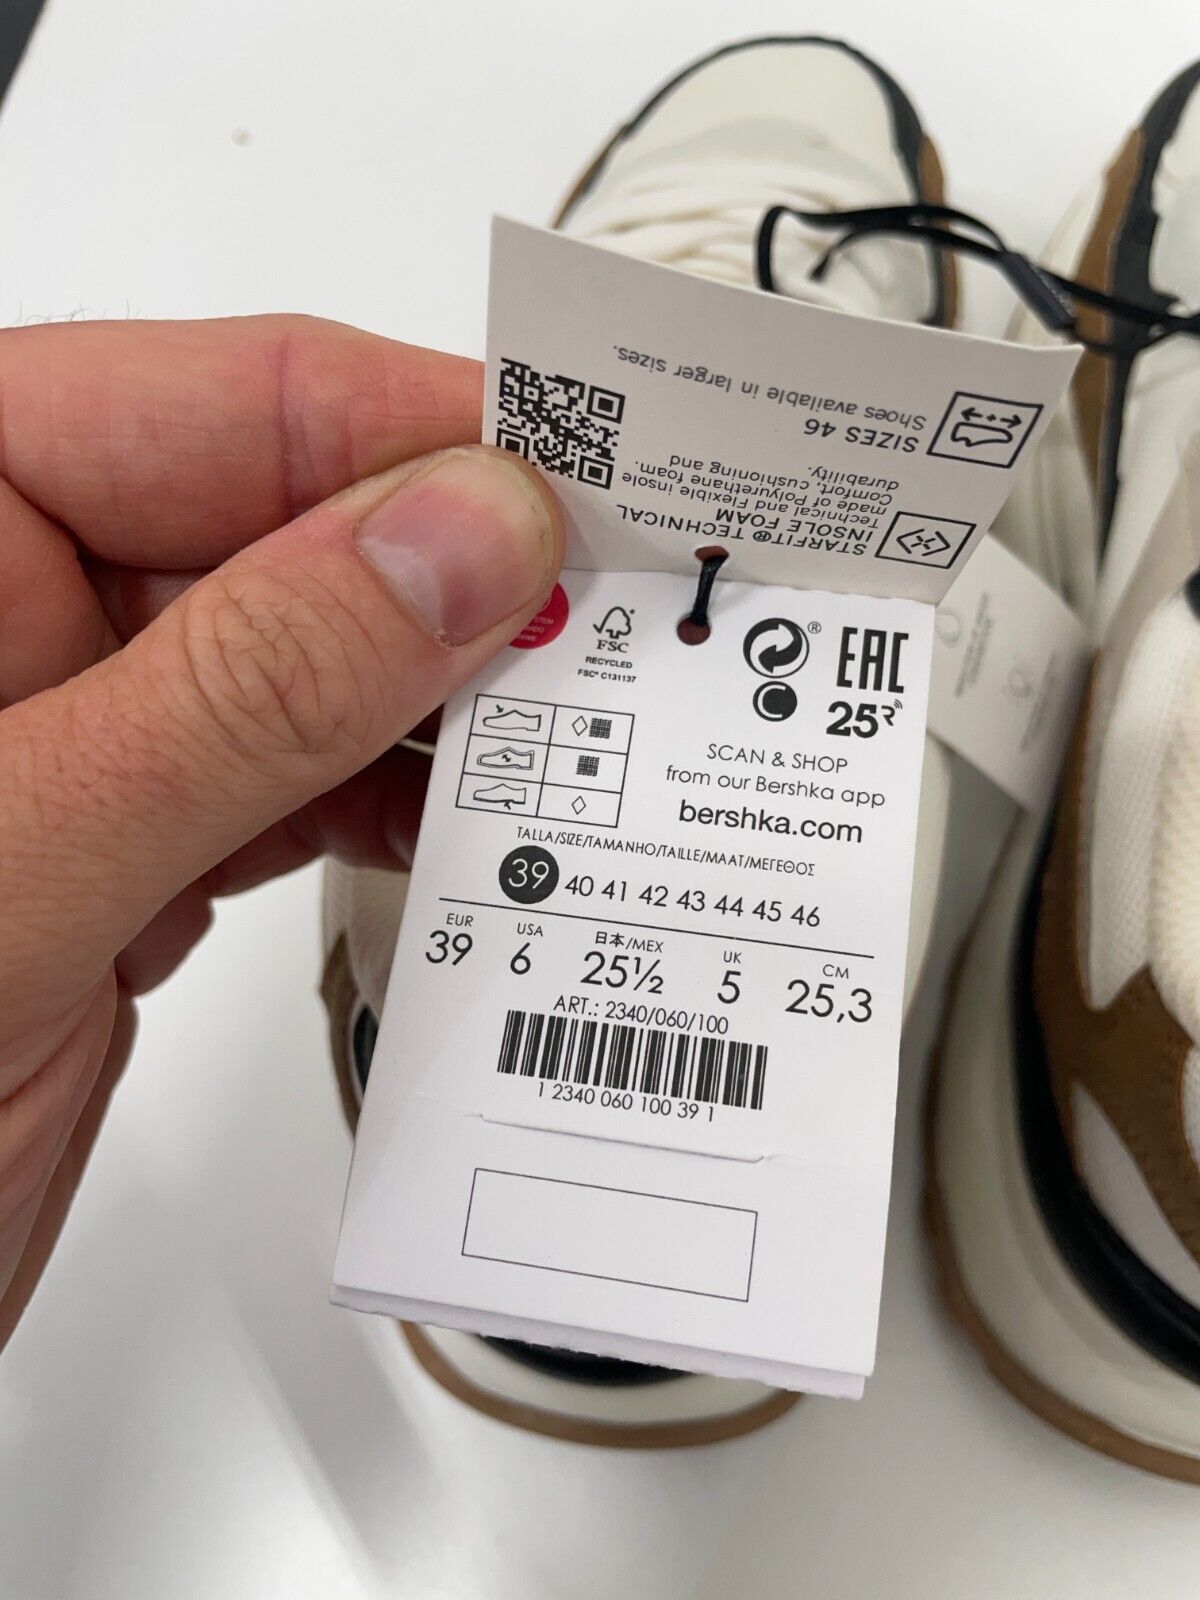 Shoes available in larger sizes.
SIZES 46
Technical and Flexible insole
made of Polyurethane foam.
Comfort, cushioning and
durability.
STARFIT® TECHNICAL
INSOLE FOAM
FSC
RECYCLED
FSC® C131137
®
EAC
25R
SCAN & SHOP
from our Bershka app
bershka.com
TALLA/SIZE/TAMANHO/TAILLE/MAAT/ΜΕΓΕΘΟΣ
39 40 41 42 43 44 45 46
EUR USA 日本/MEX UK CM
39 6 25½ 5 25,3
ART.: 2340/060/100
1 2340 060 100 39 1